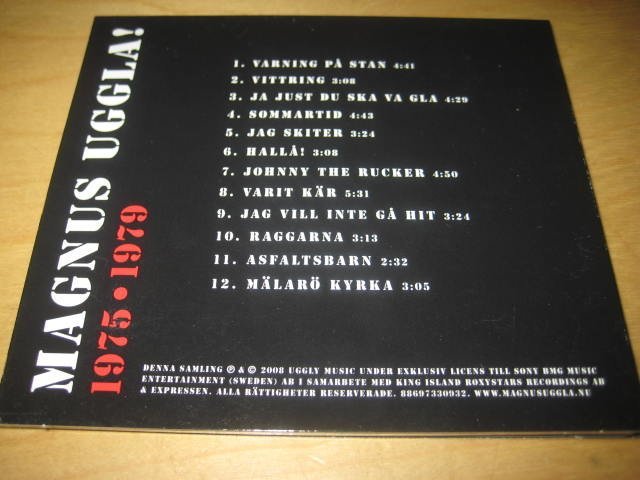 MAGNUS UGGLA!
1975 • 1979
1. VARNING PÅ STAN 4:41
2. VITTRING 3:08
3. JA JUST DU SKA VA GLA 4:29
4. SOMMARTID 4:43
5. JAG SKITER 3:24
6. HALLÅ! 3:08
7. JOHNNY THE RUCKER 4:50
8. VARIT KÄR 5:31
9. JAG VILL INTE GÅ HIT 3:24
10. RAGGARNA 3:13
11. ASFALTSBARN 2:32
12. MÄLARÖ KYRKA 3:05
DENNA SAMLING ℗ & © 2008 UGGLY MUSIC UNDER EXKLUSIV LICENS TILL SONY BMG MUSIC
ENTERTAINMENT (SWEDEN) AB I SAMARBETE MED KING ISLAND ROXYSTARS RECORDINGS AB
& EXPRESSEN. ALLA RÄTTIGHETER RESERVERADE. 88697330932. WWW.MAGNUSUGGLA.NU